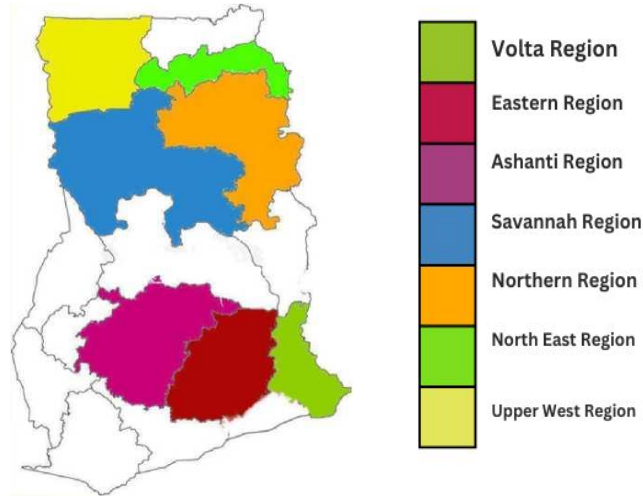 Volta Region
Eastern Region
Ashanti Region
Savannah Region
Northern Region
North East Region
Upper West Region